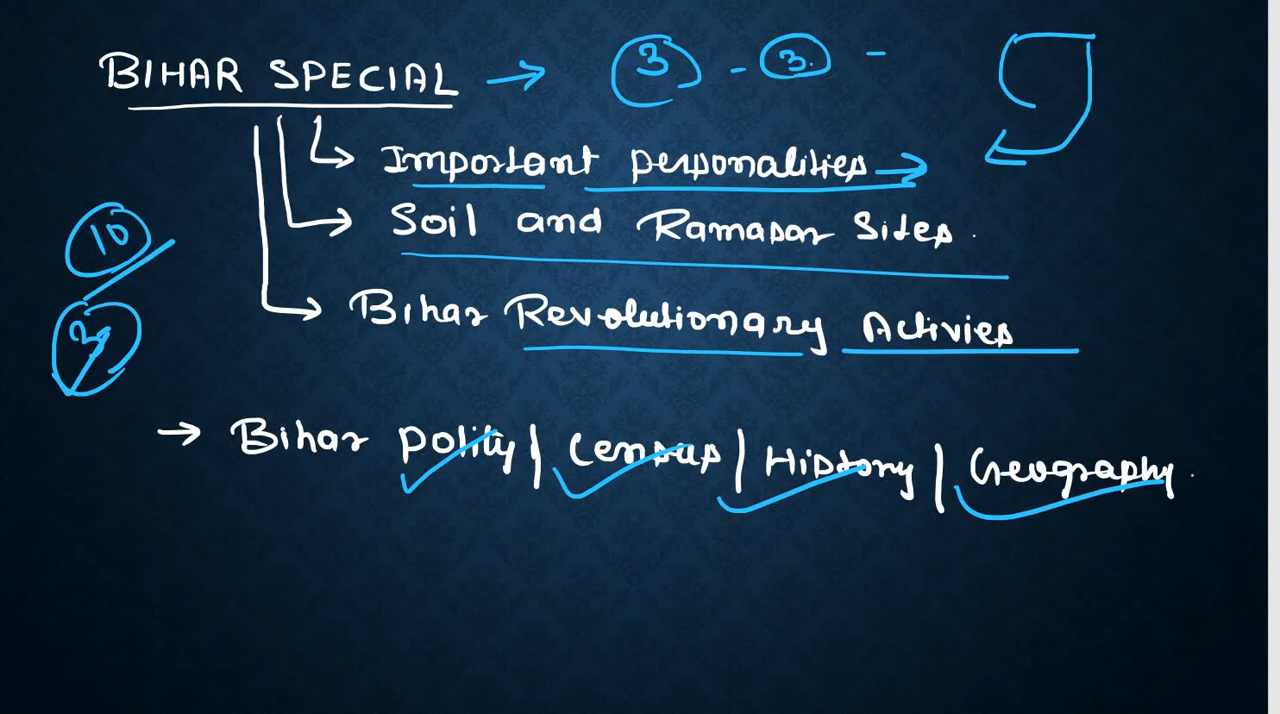 BIHAR SPECIAL → 3 - 3. -
→ Important personalities →
→ Soil and Ramasar Sites.
10
→ Bihar Revolutionary Activies
→ Bihar Polity | Census | History | Geography.